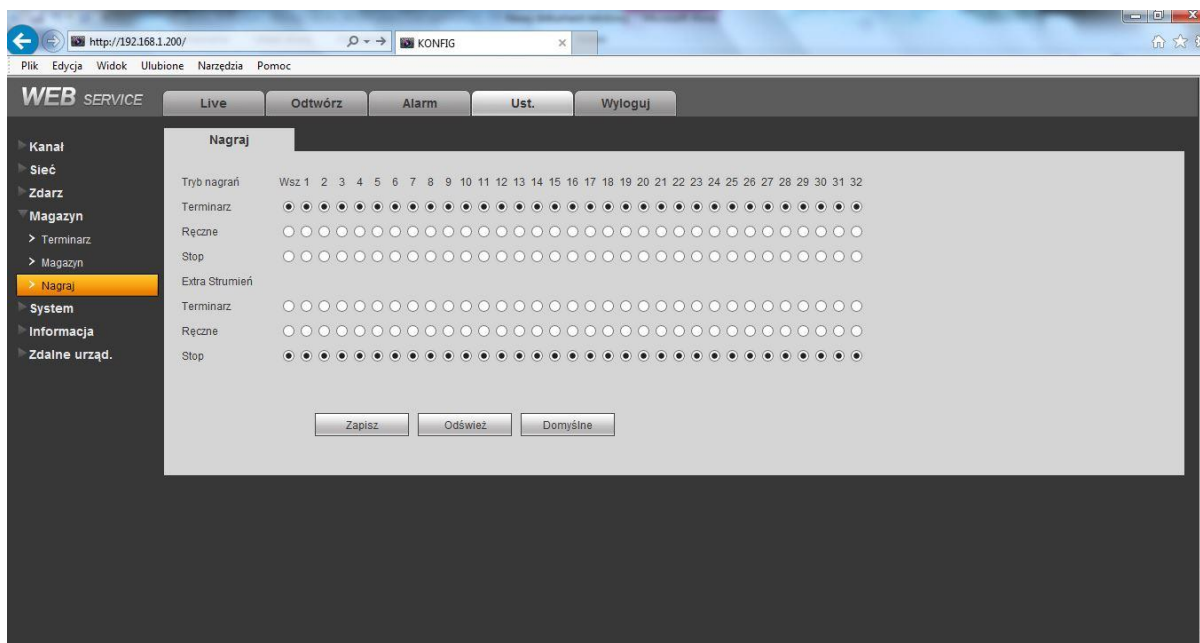 http://192.168.1.200/
KONFIG
Plik Edycja Widok Ulubione Narzędzia Pomoc
WEB SERVICE
Live Odtwórz Alarm Ust. Wyloguj
Kanał
Sieć
Zdarz
Magazyn
Terminarz
Magazyn
Nagraj
System
Informacja
Zdalne urząd.
Nagraj
Tryb nagrań Wsz 1 2 3 4 5 6 7 8 9 10 11 12 13 14 15 16 17 18 19 20 21 22 23 24 25 26 27 28 29 30 31 32
Terminarz
Ręczne
Stop
Extra Strumień
Terminarz
Ręczne
Stop
Zapisz Odśwież Domyślne